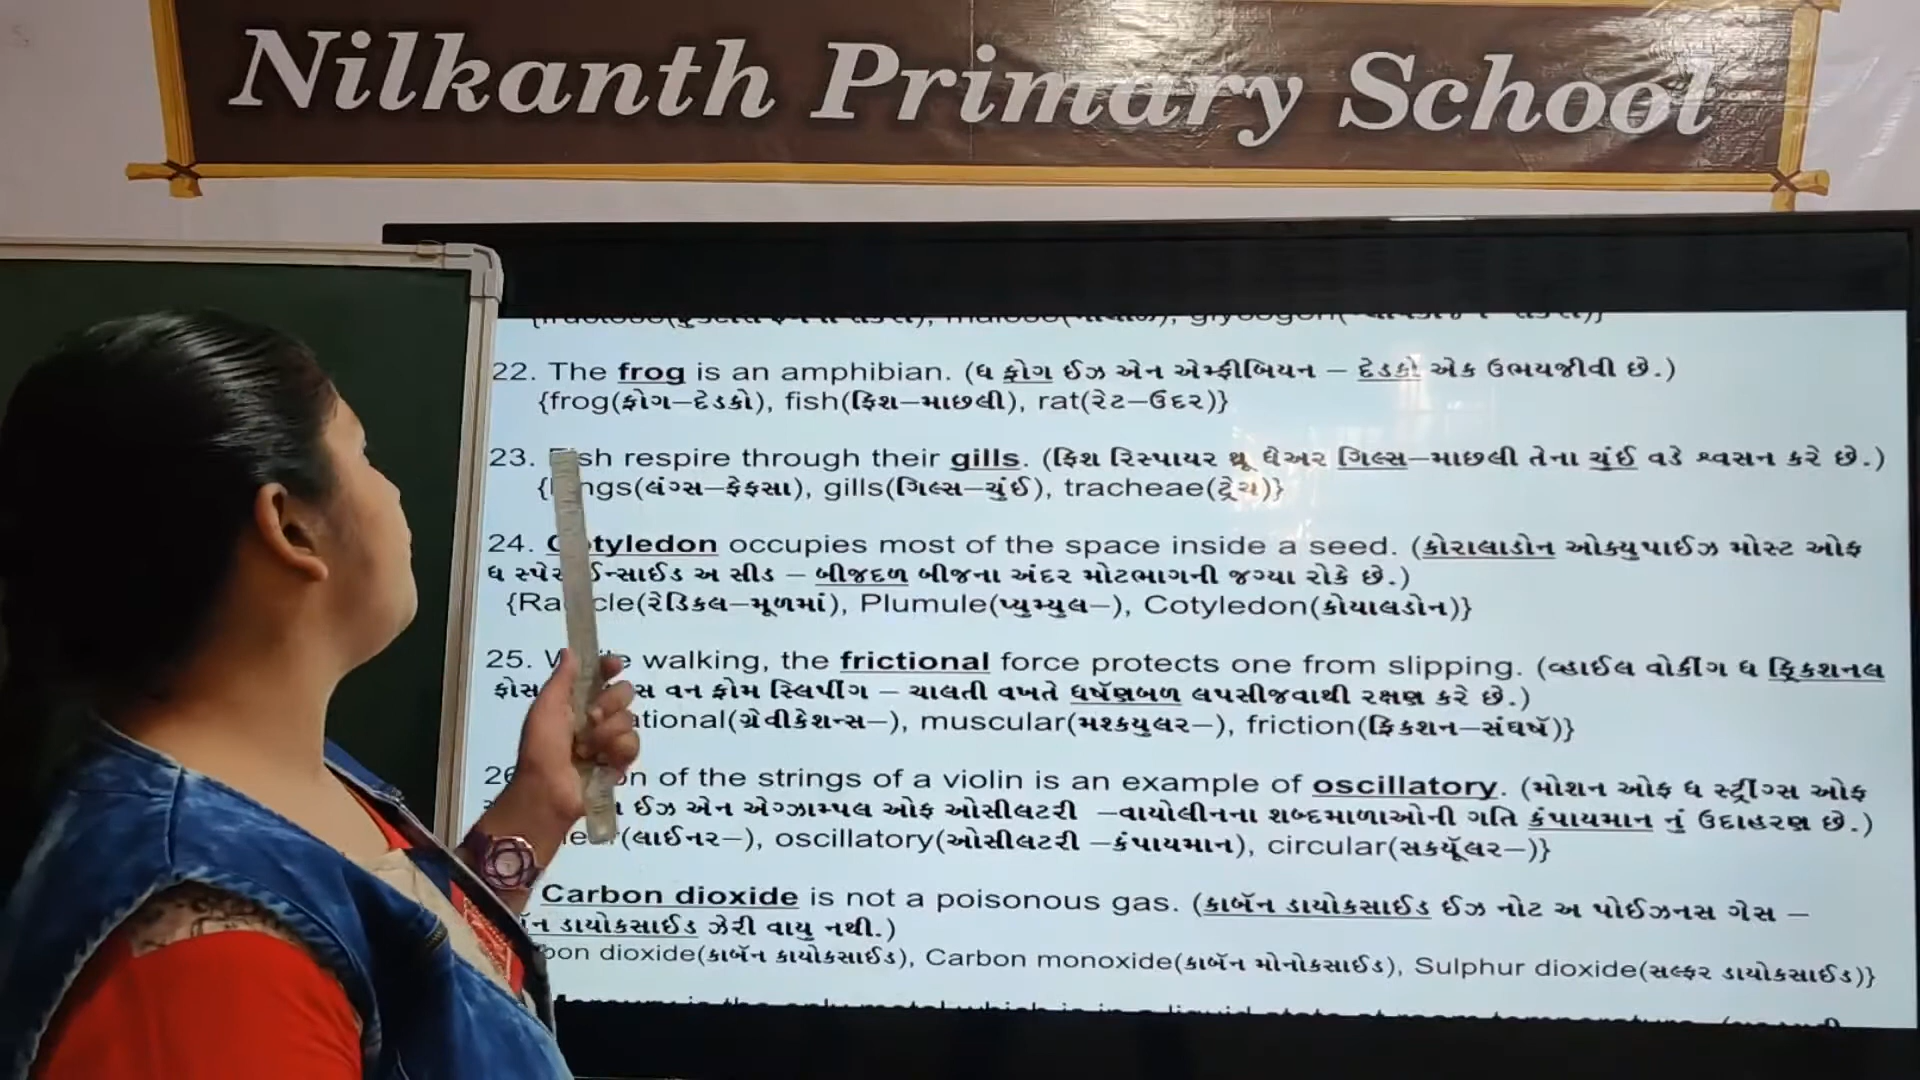 Nilkanth Primary School
22. The frog is an amphibian. (ધ ફ્રોગ ઈઝ એન એમ્ફીબિયન – દેડકો એક ઉભયજીવી છે.)
{frog(ફ્રોગ–દેડકો), fish(ફિશ–માછલી), rat(રેટ–ઉંદર)}
23. Fish respire through their gills. (ફિશ રિસ્પાયર થ્રૂ ધેઅર ગિલ્સ–માછલી તેના ચુંઈ વડે શ્વસન કરે છે.)
ngs(લંગ્સ–ફેફસા), gills(ગિલ્સ–ચુંઈ), tracheae(ટ્રેચ)}
24. Cotyledon occupies most of the space inside a seed. (કોરાલાડોન ઓક્યુપાઈઝ મોસ્ટ ઓફ
ધ સ્પેસ ઈન્સાઈડ અ સીડ – બીજદળ બીજના અંદર મોટભાગની જગ્યા રોકે છે.)
{Ra cle(રેડિકલ–મૂળમાં), Plumule(પ્યુમ્યુલ–), Cotyledon(કોયાલડોન)}
25. While walking, the frictional force protects one from slipping. (વ્હાઈલ વોકીંગ ધ ફ્રિકશનલ
ફોસ સ વન ફ્રોમ સ્લિપીંગ – ચાલતી વખતે ઘર્ષણબળ લપસીજવાથી રક્ષણ કરે છે.)
ational(ગ્રેવીકેશન્સ–), muscular(મશ્કયુલર–), friction(ફ્રિકશન–સંઘર્ષ)}
26 on of the strings of a violin is an example of oscillatory. (મોશન ઓફ ધ સ્ટ્રીંગ્સ ઓફ
ઈઝ એન એગ્ઝામ્પલ ઓફ ઓસીલટરી –વાયોલીનના શબ્દમાળાઓની ગતિ કંપાયમાન નું ઉદાહરણ છે.)
(લાઈનર–), oscillatory(ઓસીલટરી –કંપાયમાન), circular(સર્ક્યૂલર–)}
Carbon dioxide is not a poisonous gas. (કાર્બન ડાયોકસાઈડ ઈઝ નોટ અ પોઈઝનસ ગેસ –
ન ડાયોકસાઈડ ઝેરી વાયુ નથી.)
bon dioxide(કાર્બન કાયોકસાઈડ), Carbon monoxide(કાર્બન મોનોકસાઈડ), Sulphur dioxide(સલ્ફર ડાયોકસાઈડ)}